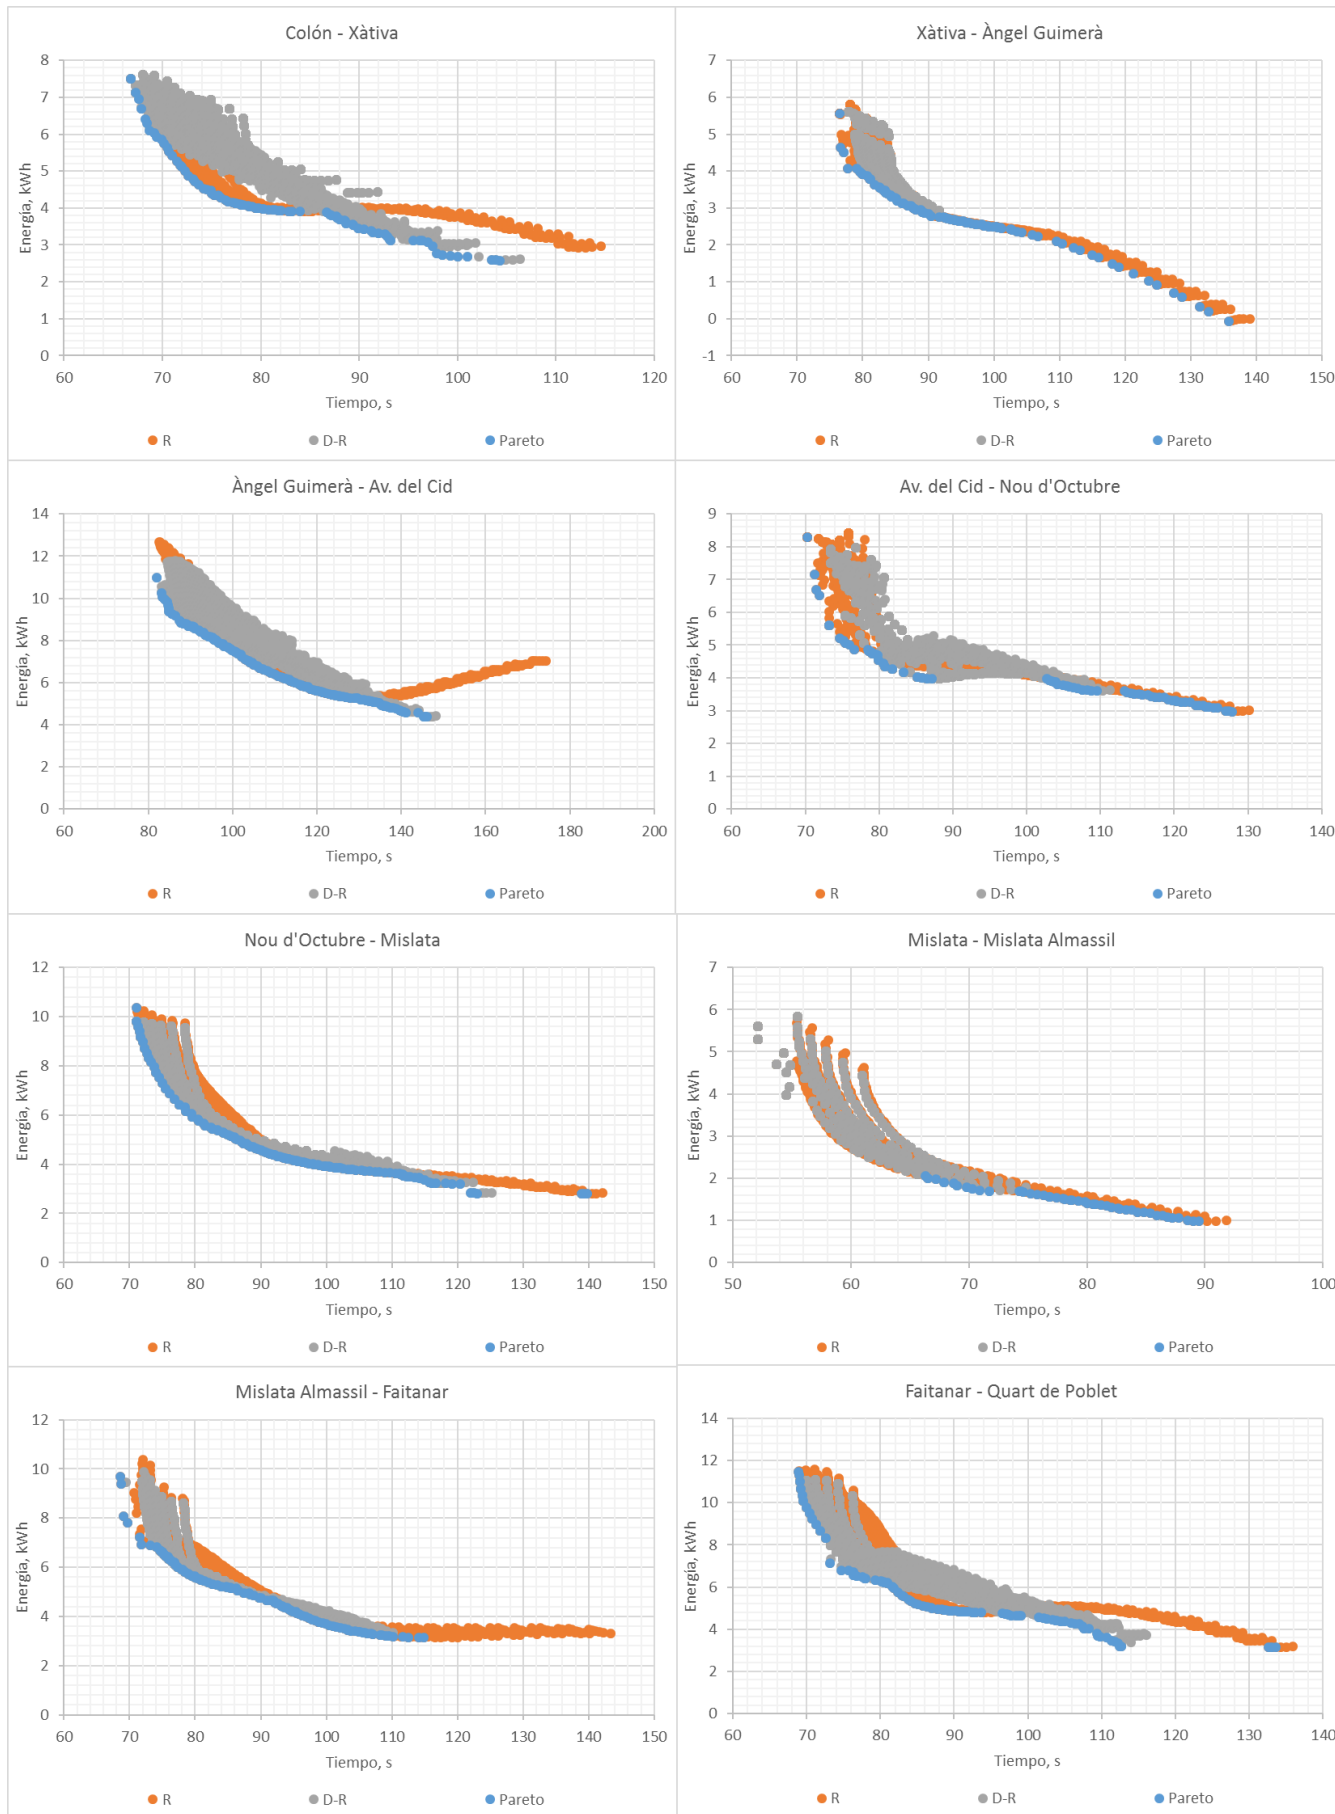 Colón - Xàtiva
Energía, kWh
8
7
6
5
4
3
2
1
0
60 70 80 90 100 110 120
Tiempo, s
R D-R Pareto
Xàtiva - Àngel Guimerà
Energía, kWh
7
6
5
4
3
2
1
0
-1
60 70 80 90 100 110 120 130 140 150
Tiempo, s
R D-R Pareto
Àngel Guimerà - Av. del Cid
Energía, kWh
14
12
10
8
6
4
2
0
60 80 100 120 140 160 180 200
Tiempo, s
R D-R Pareto
Av. del Cid - Nou d'Octubre
Energía, kWh
9
8
7
6
5
4
3
2
1
0
60 70 80 90 100 110 120 130 140
Tiempo, s
R D-R Pareto
Nou d'Octubre - Mislata
Energía, kWh
12
10
8
6
4
2
0
60 70 80 90 100 110 120 130 140 150
Tiempo, s
R D-R Pareto
Mislata - Mislata Almassil
Energía, kWh
7
6
5
4
3
2
1
0
50 60 70 80 90 100
Tiempo, s
R D-R Pareto
Mislata Almassil - Faitanar
Energía, kWh
12
10
8
6
4
2
0
60 70 80 90 100 110 120 130 140 150
Tiempo, s
R D-R Pareto
Faitanar - Quart de Poblet
Energía, kWh
14
12
10
8
6
4
2
0
60 70 80 90 100 110 120 130 140
Tiempo, s
R D-R Pareto